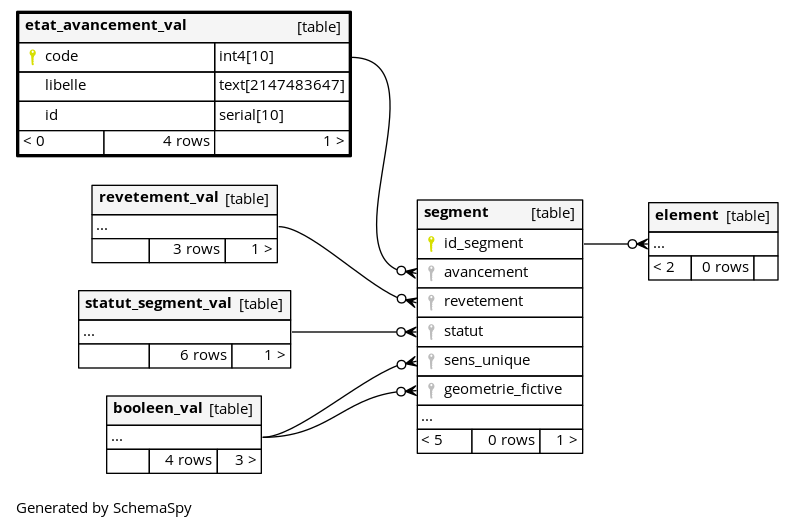 etat_avancement_val [table]
code int4[10]
libelle text[2147483647]
id serial[10]
< 0 4 rows 1 >
revetement_val [table]
...
3 rows 1 >
statut_segment_val [table]
...
6 rows 1 >
booleen_val [table]
...
4 rows 3 >
segment [table]
id_segment
avancement
revetement
statut
sens_unique
geometrie_fictive
...
< 5 0 rows 1 >
element [table]
...
< 2 0 rows
Generated by SchemaSpy